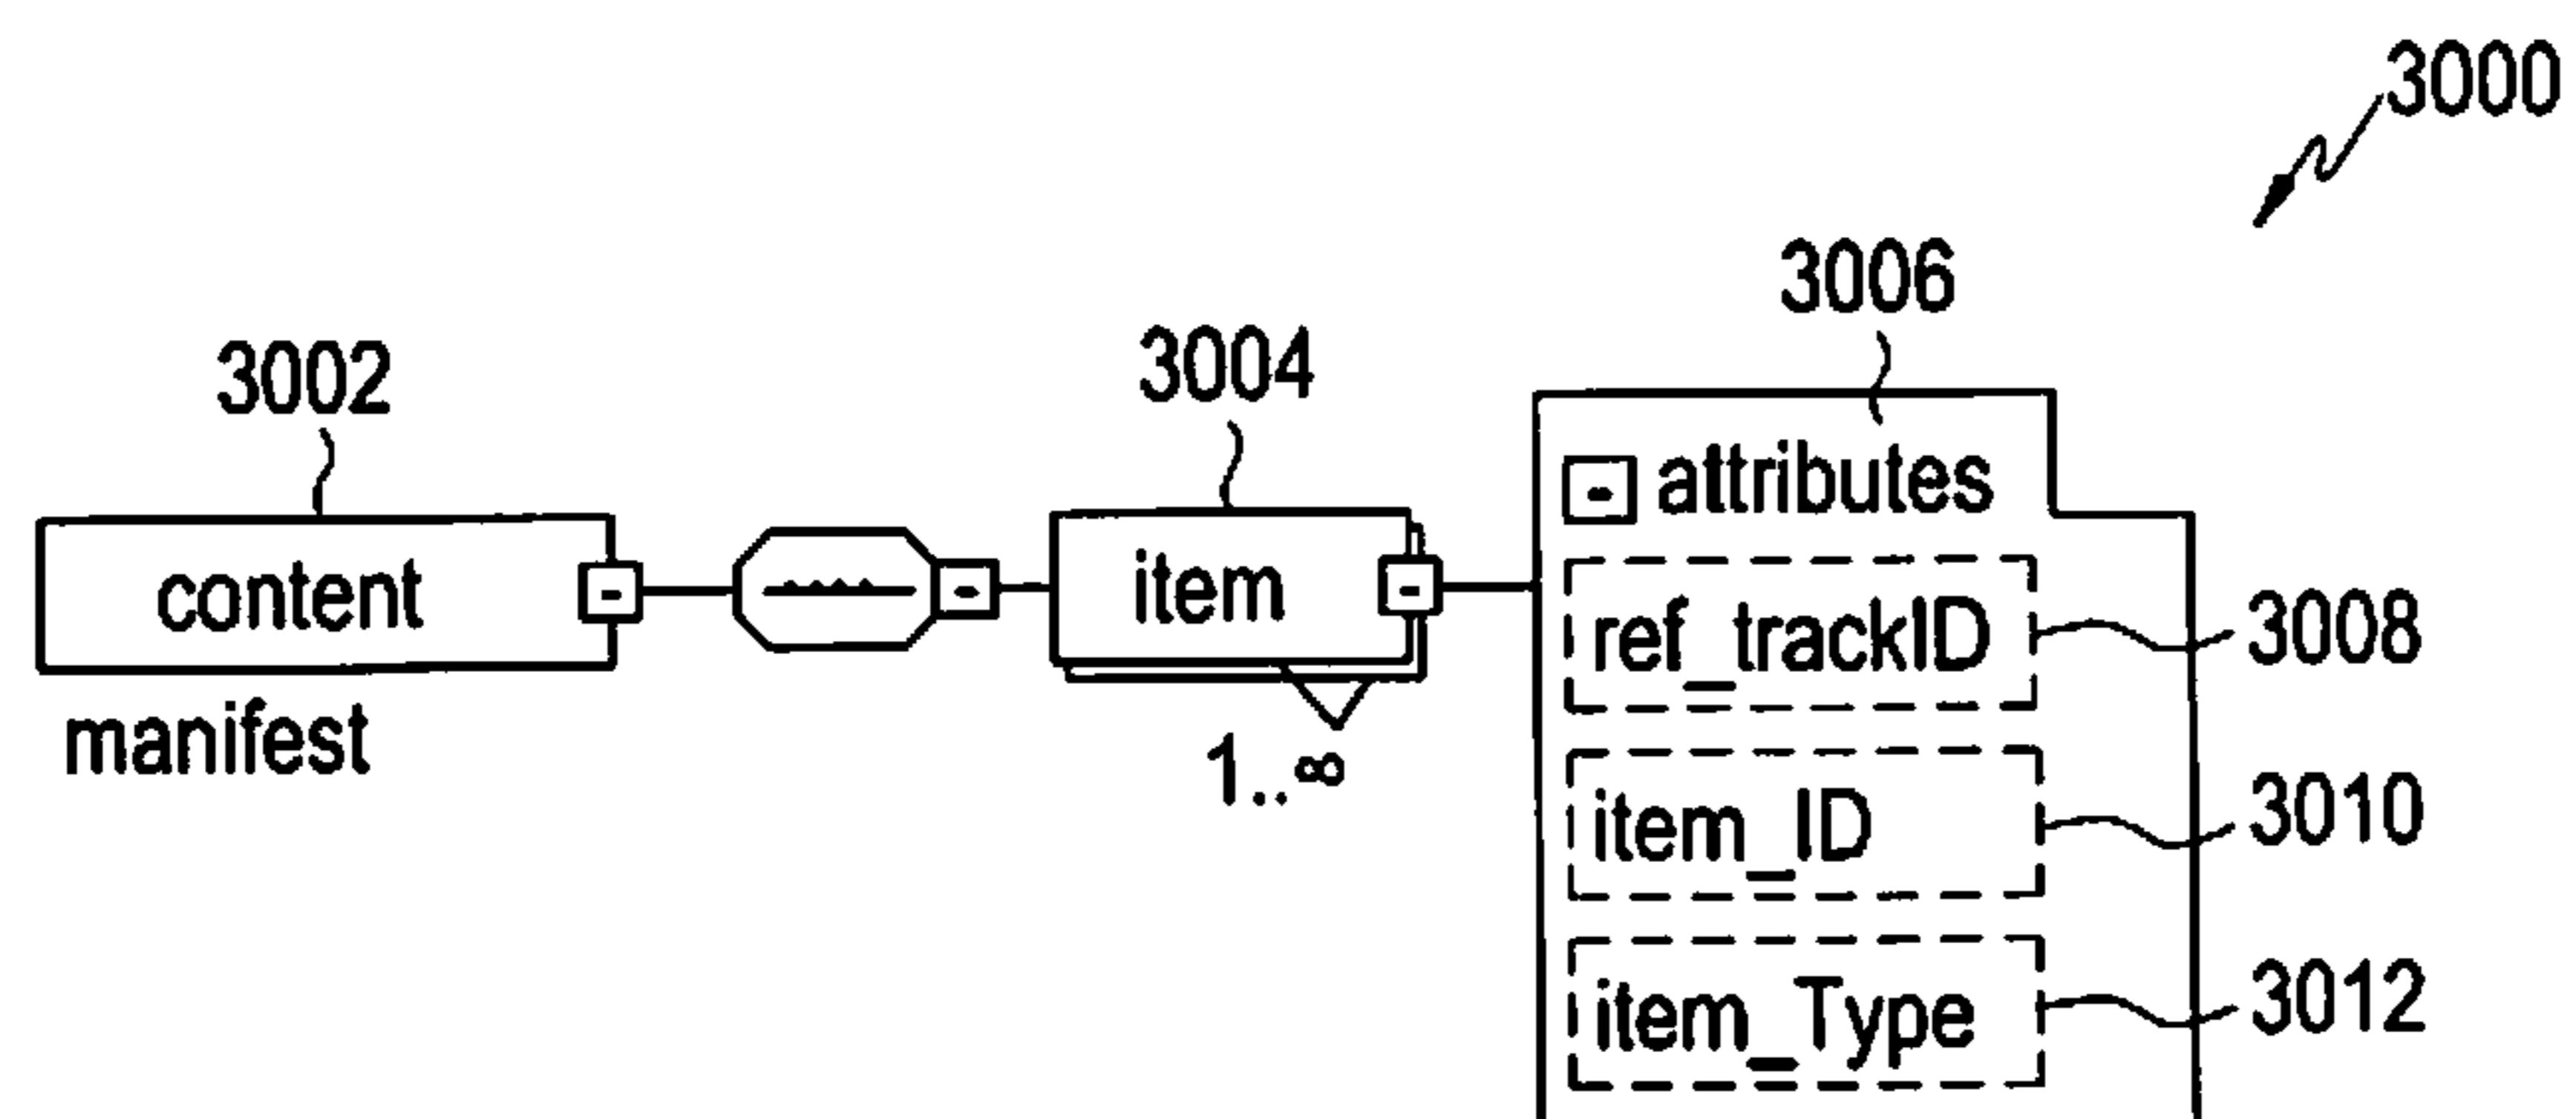 3000
3006
3004
3002
attributes
content
item
ref_trackID
3008
manifest
1..∞
item_ID
3010
item_Type
3012